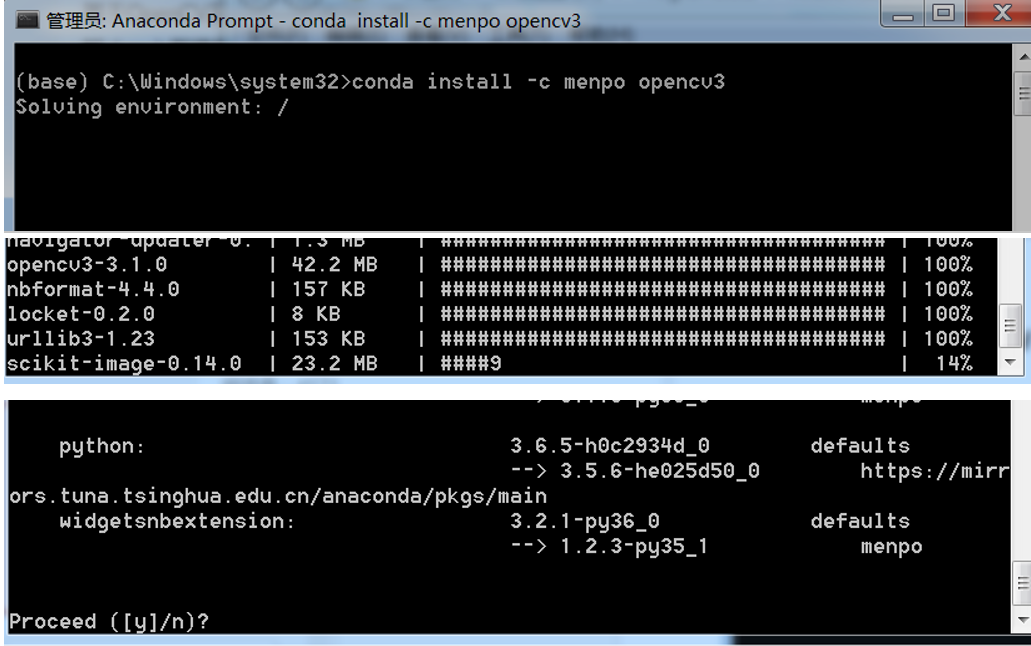 管理员: Anaconda Prompt - conda  install -c menpo opencv3
(base) C:\Windows\system32>conda install -c menpo opencv3
Solving environment: /
navigator-updater-0. | 1.3 MB | #################################### | 100%
opencv3-3.1.0 | 42.2 MB | #################################### | 100%
nbformat-4.4.0 | 157 KB | #################################### | 100%
locket-0.2.0 | 8 KB | #################################### | 100%
urllib3-1.23 | 153 KB | #################################### | 100%
scikit-image-0.14.0 | 23.2 MB | ####9 | 14%
python: 3.6.5-h0c2934d_0 defaults
--> 3.5.6-he025d50_0 https://mirr
ors.tuna.tsinghua.edu.cn/anaconda/pkgs/main
widgetsnbextension: 3.2.1-py36_0 defaults
--> 1.2.3-py35_1 menpo
Proceed ([y]/n)?